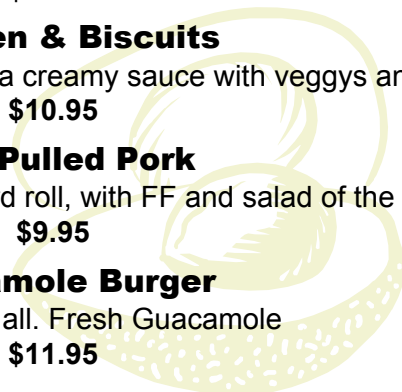 en & Biscuits
a creamy sauce with veggys an
$10.95
Pulled Pork
d roll, with FF and salad of the
$9.95
amole Burger
all. Fresh Guacamole
$11.95